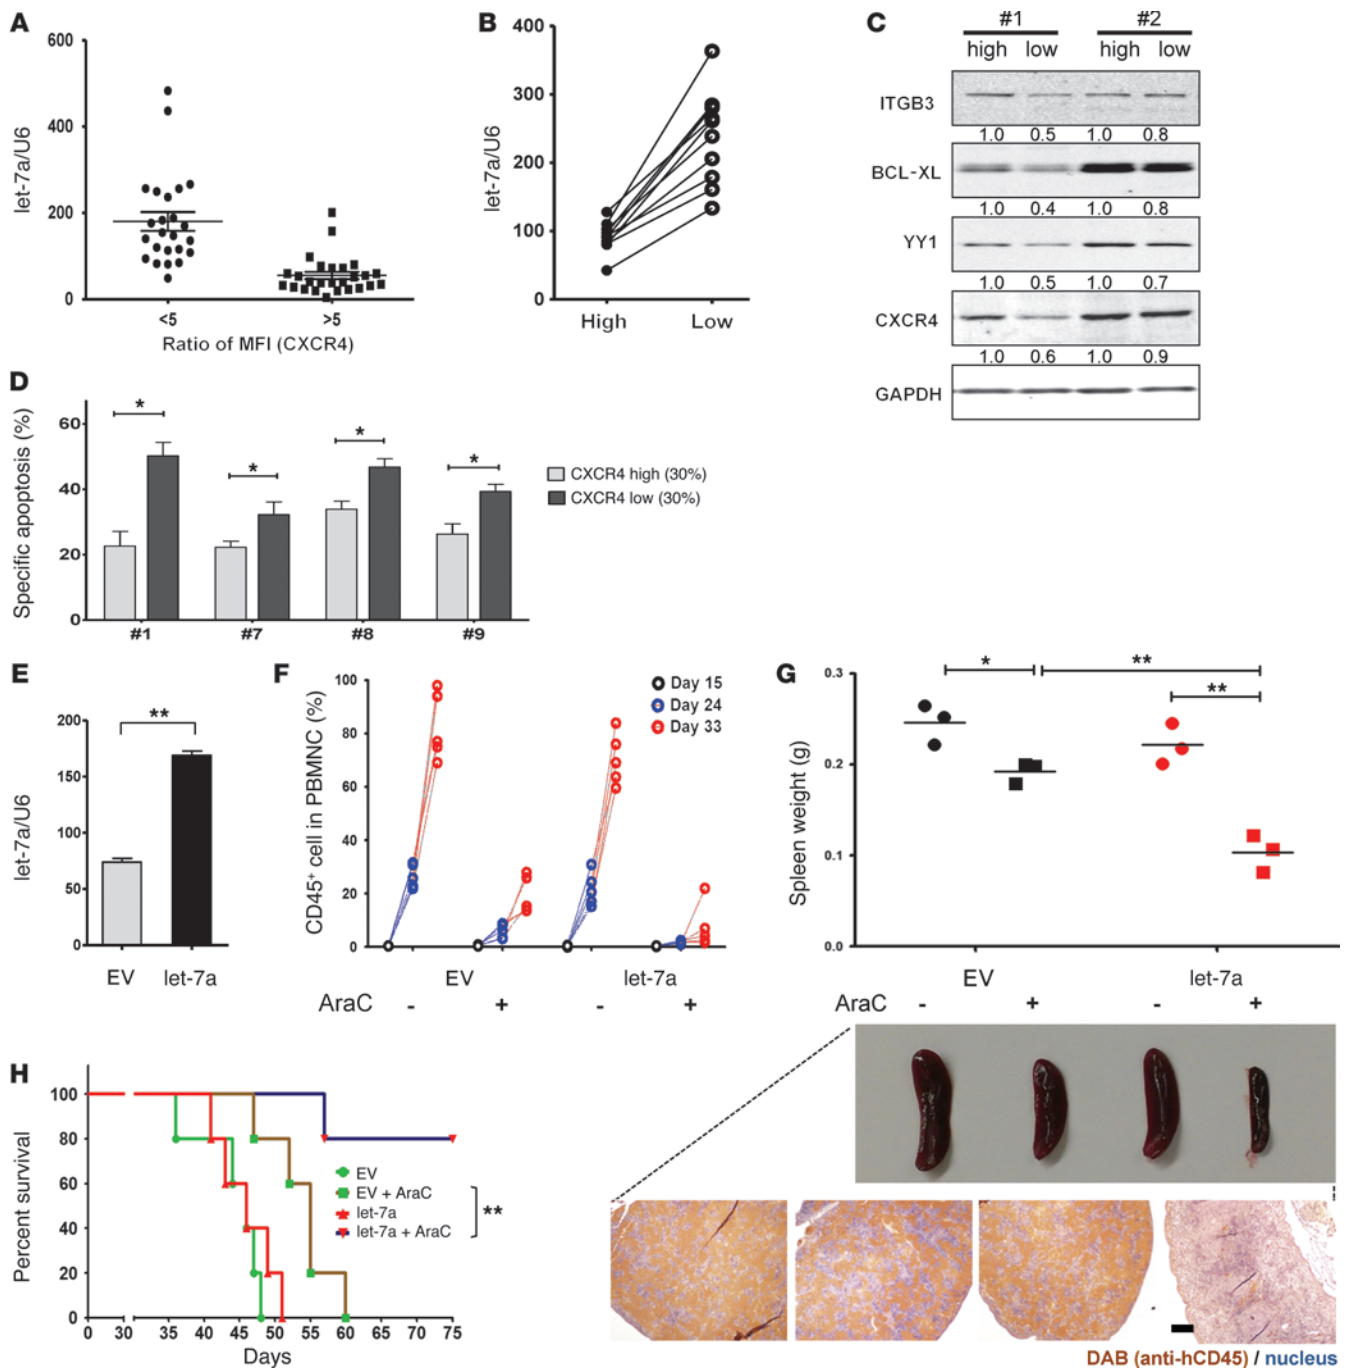 A
600
400
200
0
let-7a/U6
<5
>5
Ratio of MFI (CXCR4)
B
400
300
200
100
0
let-7a/U6
High
Low
C
#1
#2
high
low
high
low
ITGB3
1.0
0.5
1.0
0.8
BCL-XL
1.0
0.4
1.0
0.8
YY1
1.0
0.5
1.0
0.7
CXCR4
1.0
0.6
1.0
0.9
GAPDH
D
60
40
20
0
Specific apoptosis (%)
*
*
*
*
#1
#7
#8
#9
CXCR4 high (30%)
CXCR4 low (30%)
E
200
150
100
50
0
let-7a/U6
**
EV
let-7a
F
100
80
60
40
20
0
CD45+ cell in PBMNC (%)
Day 15
Day 24
Day 33
EV
let-7a
AraC
-
+
-
+
G
0.3
0.2
0.1
0.0
Spleen weight (g)
*
**
**
EV
let-7a
AraC
-
+
-
+
DAB (anti-hCD45) / nucleus
H
100
80
60
40
20
0
Percent survival
EV
EV + AraC
let-7a
let-7a + AraC
**
0
30
35
40
45
50
55
60
65
70
75
Days